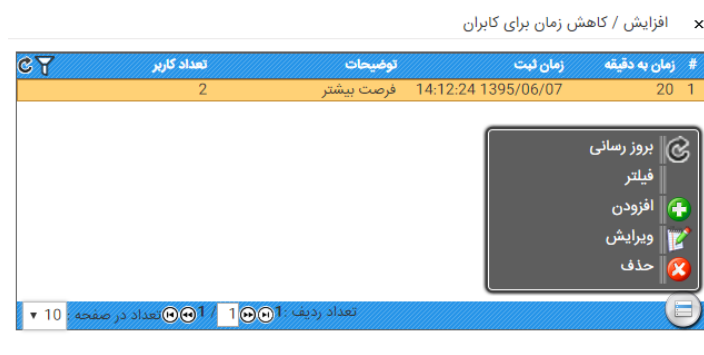 × افزایش / کاهش زمان برای کابران
# زمان به دقیقه زمان ثبت توضیحات تعداد کاربر
1 20 14:12:24 1395/06/07 فرصت بیشتر 2
بروز رسانی
فیلتر
افزودن
ویرایش
حذف
تعداد ردیف :1 1 / 1 تعداد در صفحه : 10